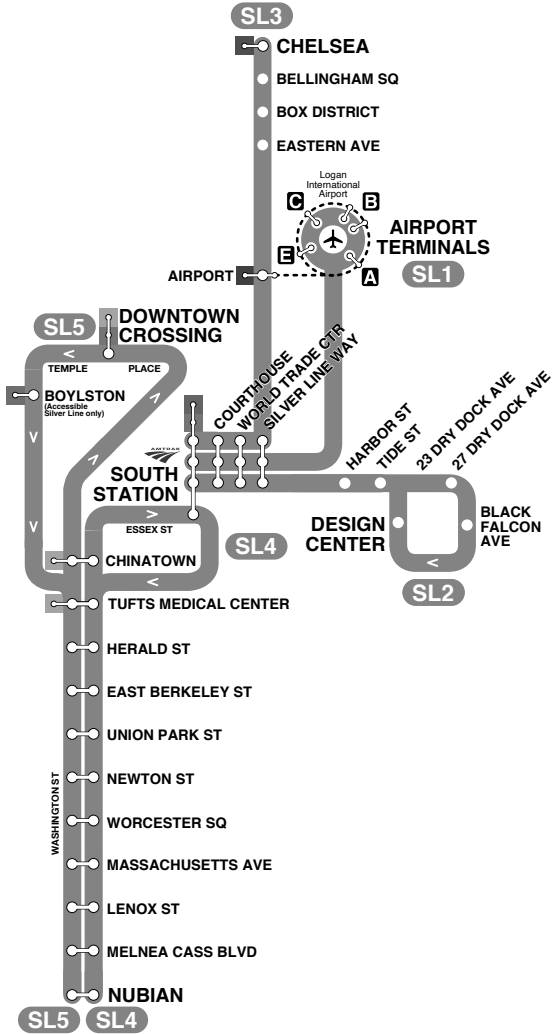 SL3
CHELSEA
BELLINGHAM SQ
BOX DISTRICT
EASTERN AVE
Logan
International
Airport
C
B
E
A
AIRPORT
TERMINALS
SL1
AIRPORT
SL5
DOWNTOWN
CROSSING
TEMPLE
PLACE
BOYLSTON
(Accessible
Silver Line only)
COURTHOUSE
WORLD TRADE CTR
SILVER LINE WAY
AMTRAK
SOUTH
STATION
HARBOR ST
TIDE ST
23 DRY DOCK AVE
27 DRY DOCK AVE
DESIGN
CENTER
BLACK
FALCON
AVE
SL2
ESSEX ST
SL4
CHINATOWN
TUFTS MEDICAL CENTER
HERALD ST
EAST BERKELEY ST
UNION PARK ST
NEWTON ST
WASHINGTON ST
WORCESTER SQ
MASSACHUSETTS AVE
LENOX ST
MELNEA CASS BLVD
NUBIAN
SL5
SL4